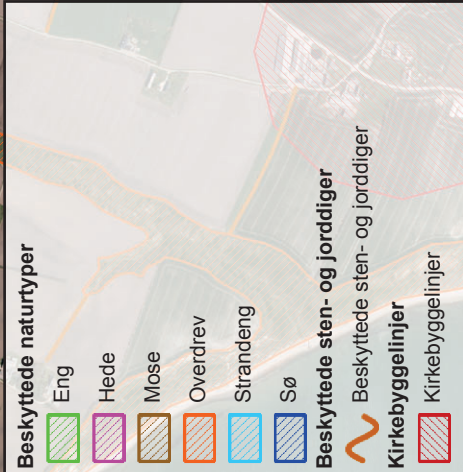 Beskyttede naturtyper
Eng
Hede
Mose
Overdrev
Strandeng
Sø
Beskyttede sten- og jorddiger
Beskyttede sten- og jorddiger
Kirkebyggelinjer
Kirkebyggelinjer